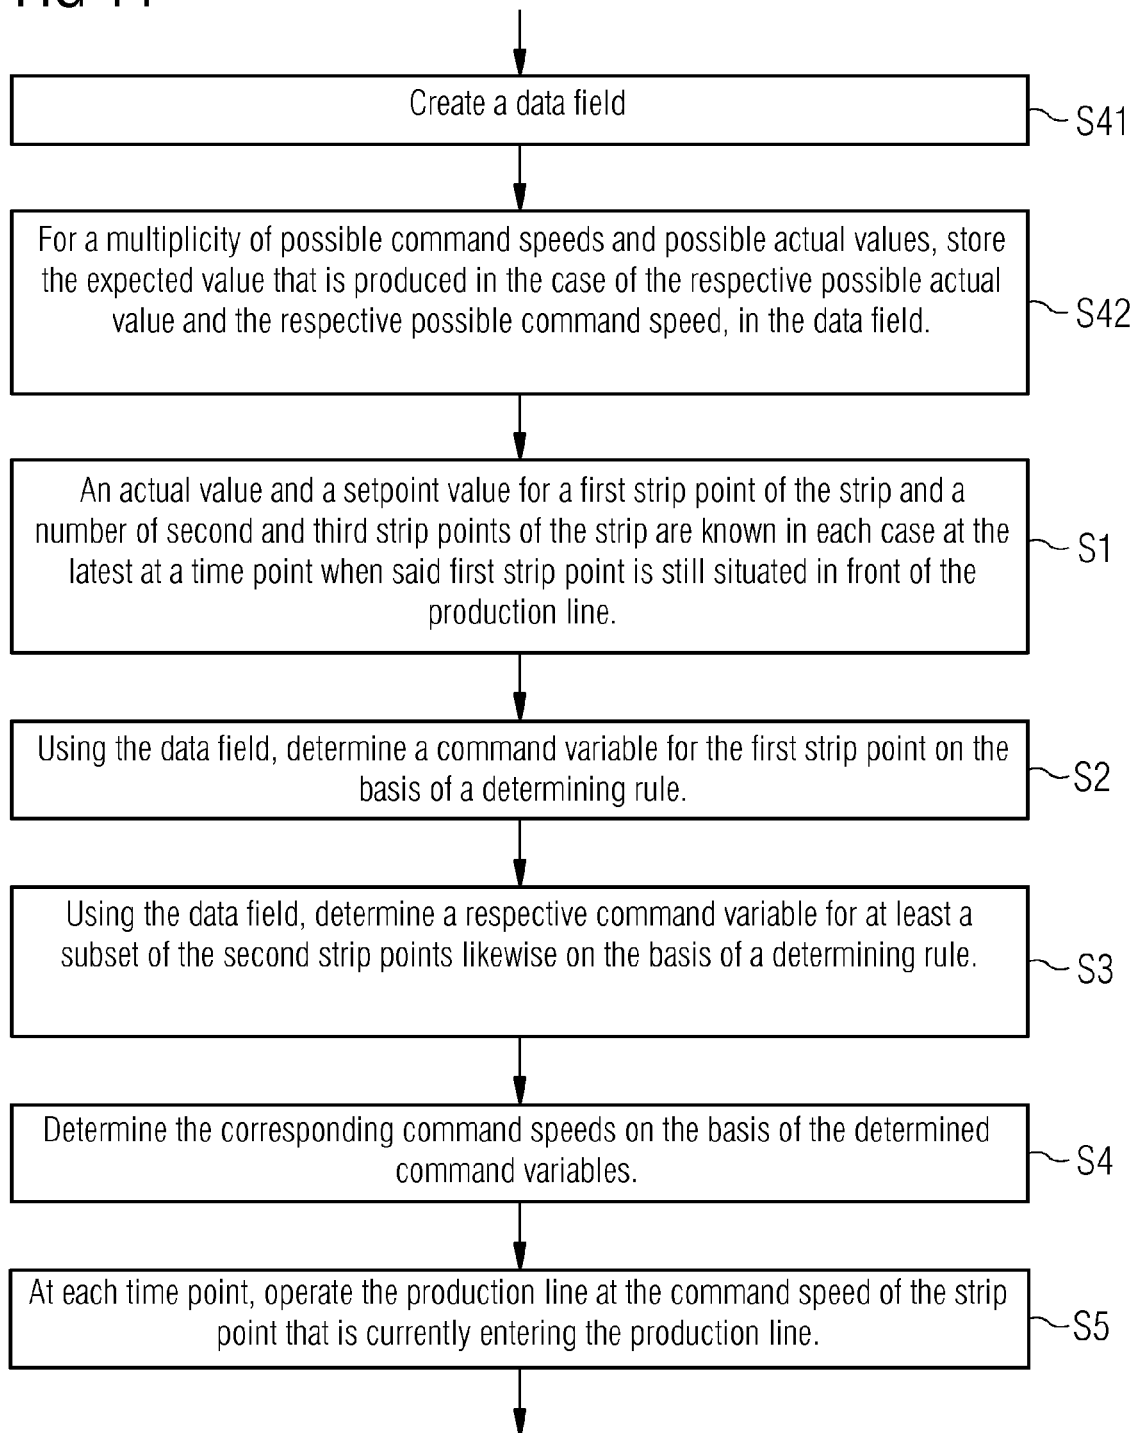 Create a data field
S41
For a multiplicity of possible command speeds and possible actual values, store
the expected value that is produced in the case of the respective possible actual
value and the respective possible command speed, in the data field.
S42
An actual value and a setpoint value for a first strip point of the strip and a
number of second and third strip points of the strip are known in each case at the
latest at a time point when said first strip point is still situated in front of the
production line.
S1
Using the data field, determine a command variable for the first strip point on the
basis of a determining rule.
S2
Using the data field, determine a respective command variable for at least a
subset of the second strip points likewise on the basis of a determining rule.
S3
Determine the corresponding command speeds on the basis of the determined
command variables.
S4
At each time point, operate the production line at the command speed of the strip
point that is currently entering the production line.
S5